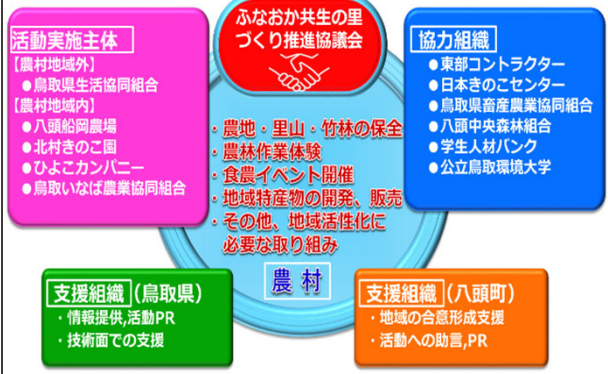 ふなおか共生の里
づくり推進協議会
活動実施主体
【農村地域外】
●鳥取県生活協同組合
【農村地域内】
●八頭船岡農場
●北村きのこ園
●ひよこカンパニー
●鳥取いなば農業協同組合
協力組織
●東部コントラクター
●日本きのこセンター
●鳥取県畜産農業協同組合
●八頭中央森林組合
●学生人材バンク
●公立鳥取環境大学
・農地・里山・竹林の保全
・農林作業体験
・食農イベント開催
・地域特産物の開発、販売
・その他、地域活性化に
必要な取り組み
農村
支援組織(鳥取県)
・情報提供,活動PR
・技術面での支援
支援組織(八頭町)
・地域の合意形成支援
・活動への助言,PR